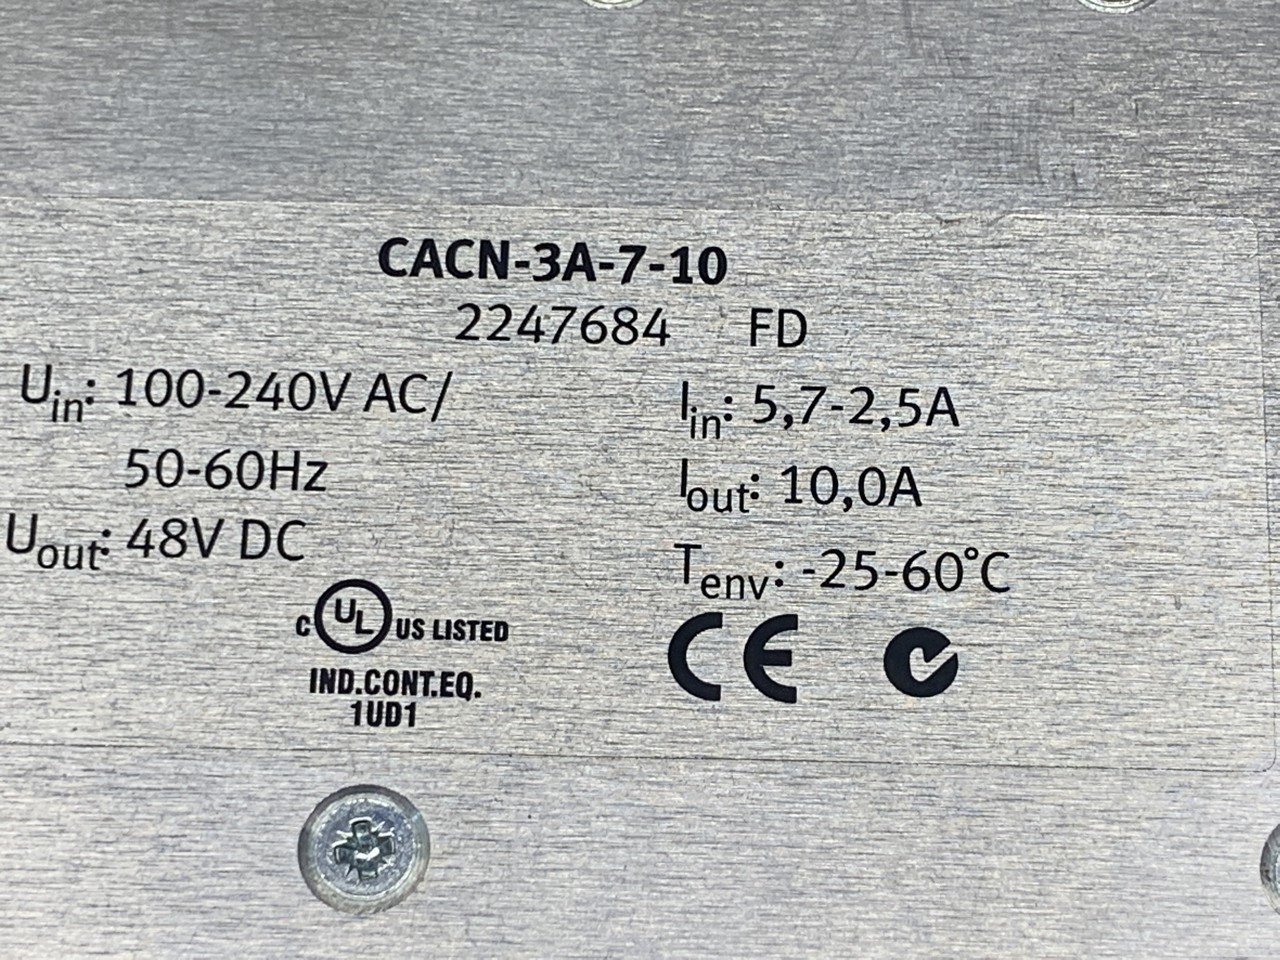 CACN-3A-7-10
2247684 FD
Uin: 100-240V AC/
50-60Hz
Uout: 48V DC
Iin: 5,7-2,5A
Iout: 10,0A
Tenv: -25-60°C
C UL US LISTED
IND.CONT.EQ.
1UD1
CE